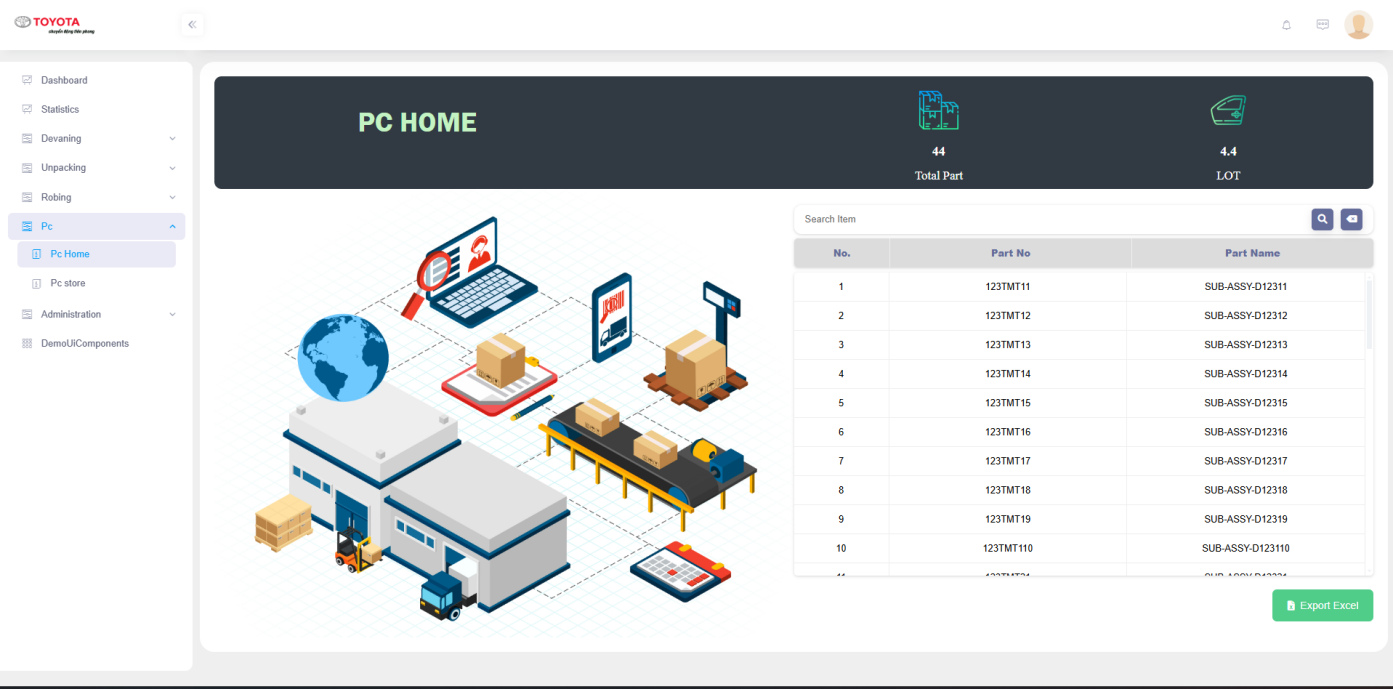 TOYOTA
chuyển động tiên phong
Dashboard
Statistics
Devaning
Unpacking
Robing
Pc
Pc Home
Pc store
Administration
DemoUiComponents
PC HOME
44
Total Part
4.4
LOT
Search Item
No. Part No Part Name
1 123TMT11 SUB-ASSY-D12311
2 123TMT12 SUB-ASSY-D12312
3 123TMT13 SUB-ASSY-D12313
4 123TMT14 SUB-ASSY-D12314
5 123TMT15 SUB-ASSY-D12315
6 123TMT16 SUB-ASSY-D12316
7 123TMT17 SUB-ASSY-D12317
8 123TMT18 SUB-ASSY-D12318
9 123TMT19 SUB-ASSY-D12319
10 123TMT110 SUB-ASSY-D123110
Export Excel